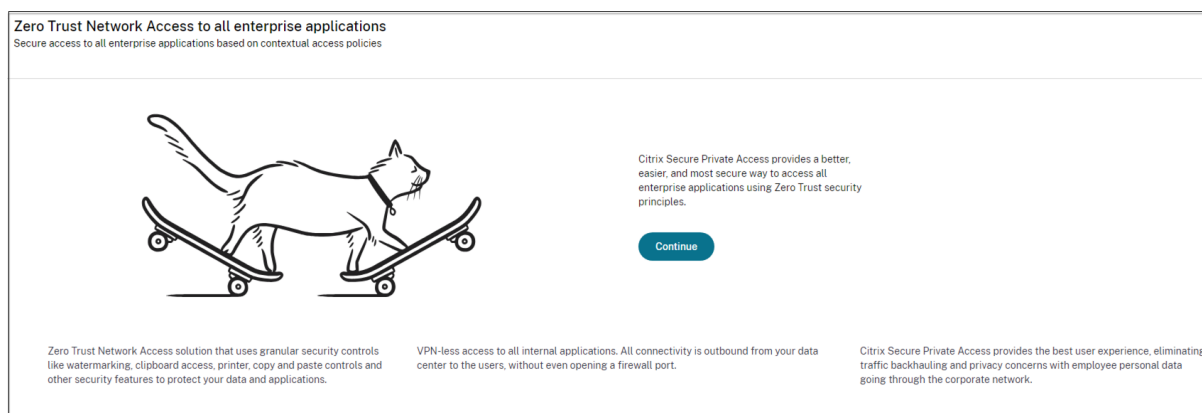 Zero Trust Network Access to all enterprise applications
Secure access to all enterprise applications based on contextual access policies
Citrix Secure Private Access provides a better,
easier, and most secure way to access all
enterprise applications using Zero Trust security
principles.
Continue
Zero Trust Network Access solution that uses granular security controls
like watermarking, clipboard access, printer, copy and paste controls and
other security features to protect your data and applications.
VPN-less access to all internal applications. All connectivity is outbound from your data
center to the users, without even opening a firewall port.
Citrix Secure Private Access provides the best user experience, eliminating
traffic backhauling and privacy concerns with employee personal data
going through the corporate network.